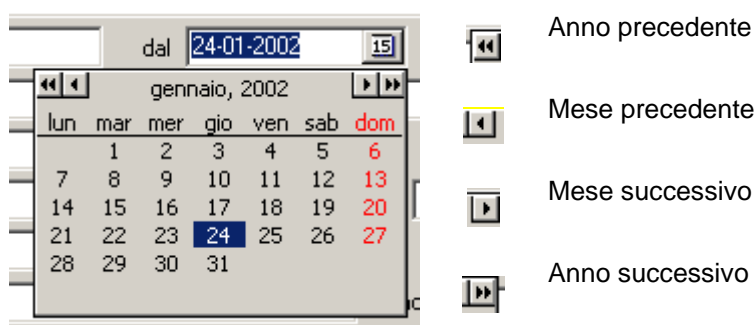 dal 24-01-2002 15
gennaio, 2002
lun mar mer gio ven sab dom
1 2 3 4 5 6
7 8 9 10 11 12 13
14 15 16 17 18 19 20
21 22 23 24 25 26 27
28 29 30 31
Anno precedente
Mese precedente
Mese successivo
Anno successivo